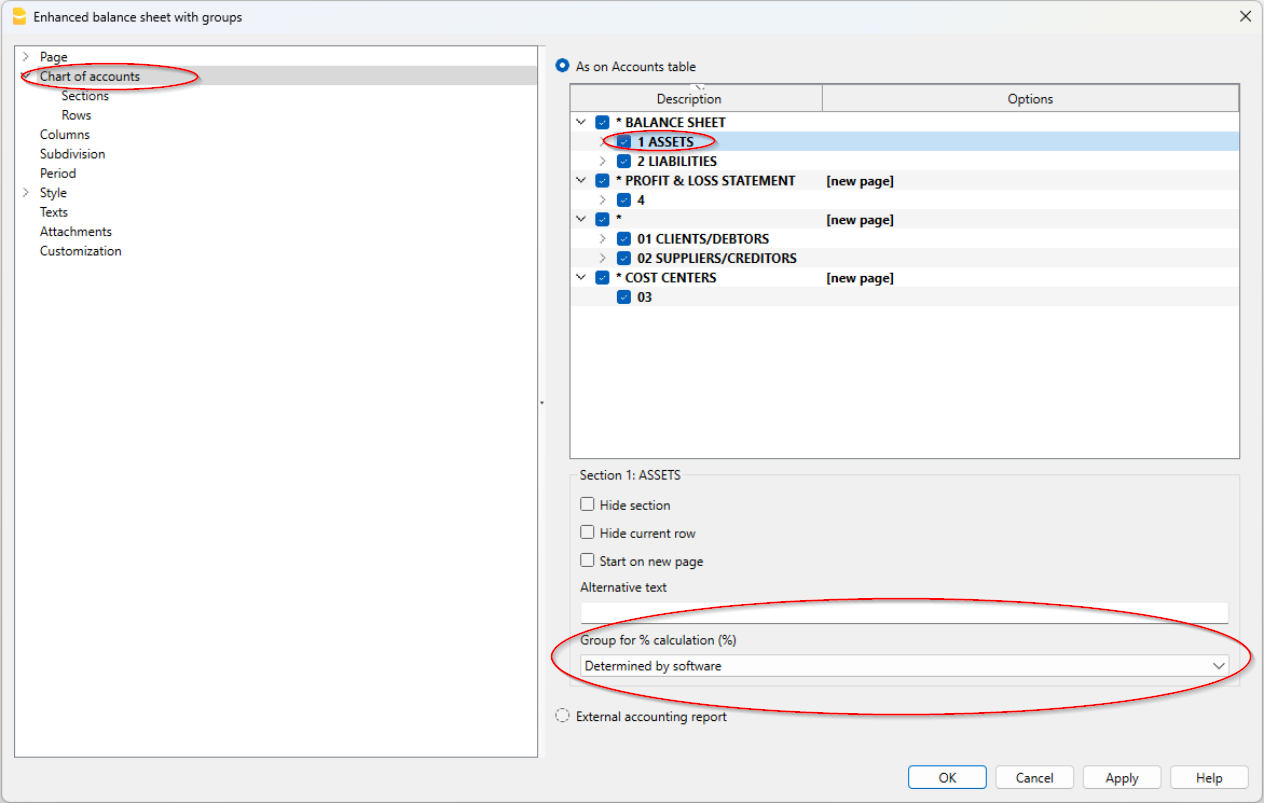 Enhanced balance sheet with groups
Page
Chart of accounts
Sections
Rows
Columns
Subdivision
Period
Style
Texts
Attachments
Customization
As on Accounts table
Description Options
* BALANCE SHEET
1 ASSETS
2 LIABILITIES
* PROFIT & LOSS STATEMENT [new page]
4
* [new page]
01 CLIENTS/DEBTORS
02 SUPPLIERS/CREDITORS
* COST CENTERS [new page]
03
Section 1: ASSETS
Hide section
Hide current row
Start on new page
Alternative text
Group for % calculation (%)
Determined by software
External accounting report
OK Cancel Apply Help